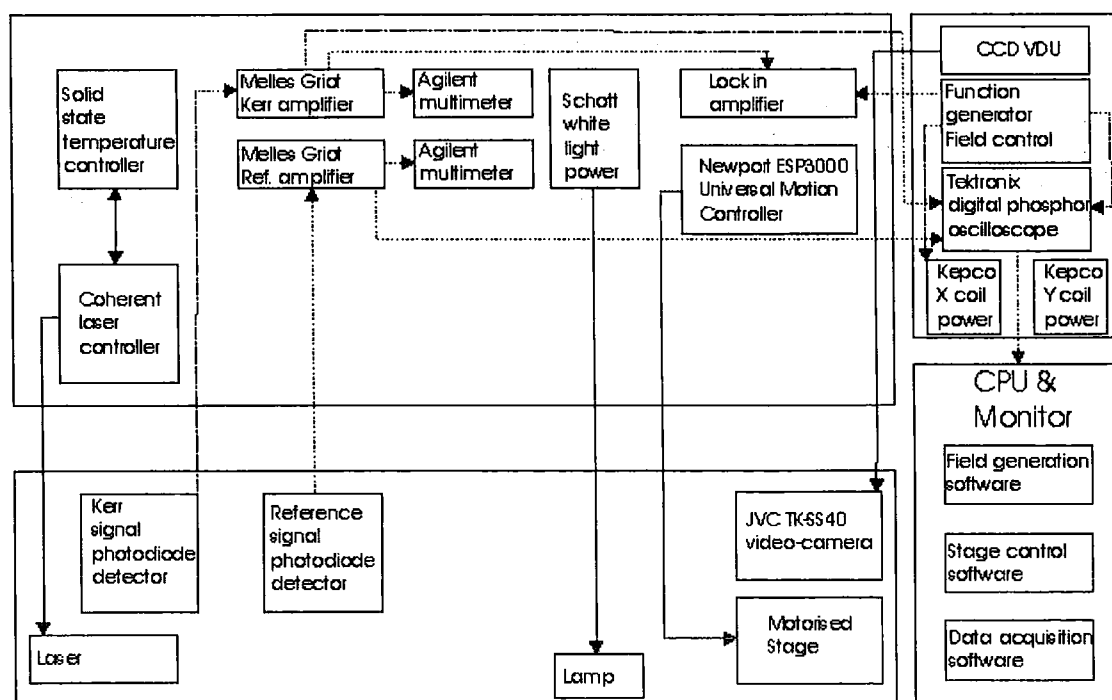 Solid
state
temperature
controller
Melles Griot
Kerr amplifier
Agilent
multimeter
Melles Griot
Ref. amplifier
Agilent
multimeter
Schott
white
light
power
Lock in
amplifier
Newport ESP3000
Universal Motion
Controller
Coherent
laser
controller
CCD VDU
Function
generator
Field control
Tektronix
digital phosphor
oscilloscope
Kepco
X coil
power
Kepco
Y coil
power
CPU &
Monitor
Field generation
software
Stage control
software
Data acquisition
software
Kerr
signal
photodiode
detector
Reference
signal
photodiode
detector
JVC TK-SS40
video-camera
Motorised
Stage
Laser
Lamp